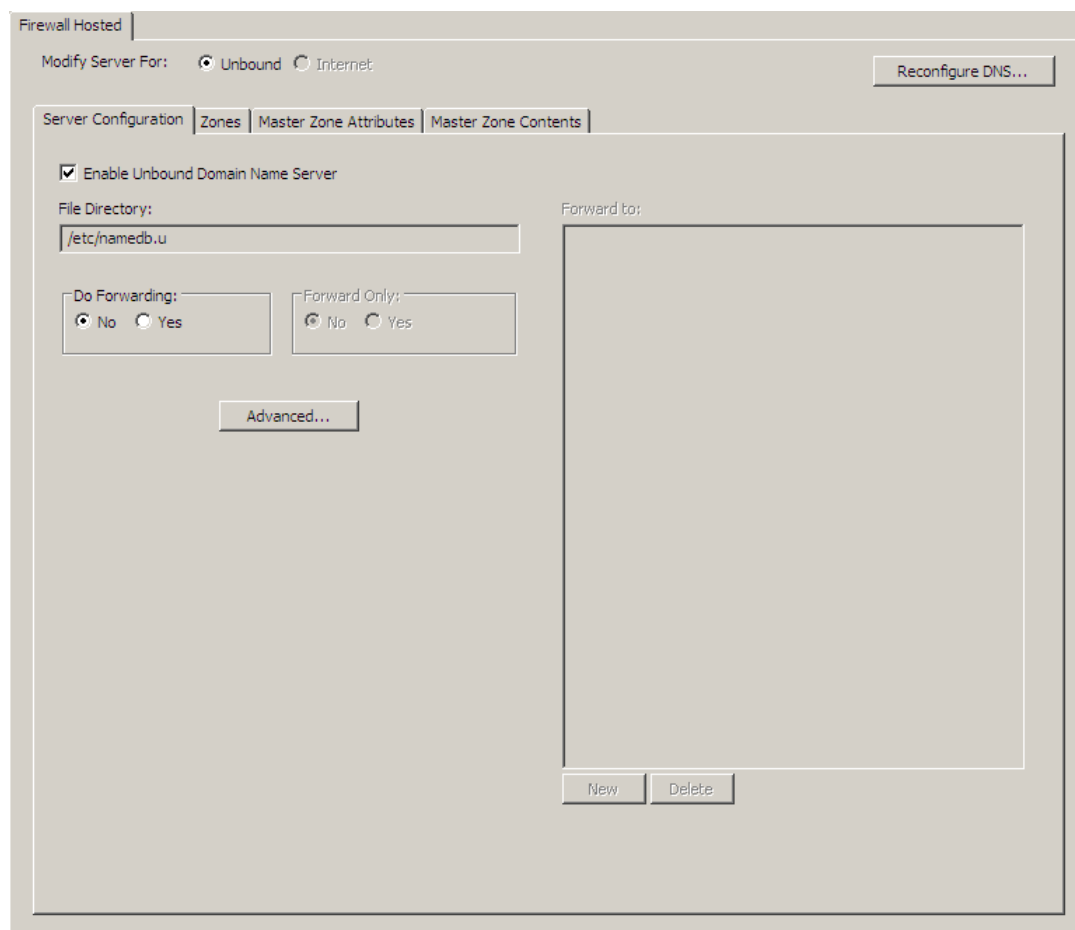 Firewall Hosted
Modify Server For: Unbound Internet
Reconfigure DNS...
Server Configuration Zones Master Zone Attributes Master Zone Contents
Enable Unbound Domain Name Server
File Directory: Forward to:
/etc/namedb.u
Do Forwarding: Forward Only:
No Yes No Yes
Advanced...
New Delete